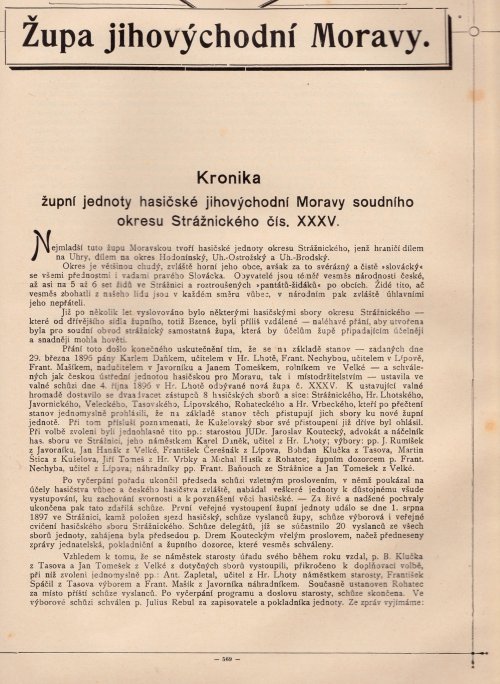 Župa jihovýchodní Moravy.
Kronika
župní jednoty hasičské jihovýchodní Moravy soudního
okresu Strážnického čís. XXXV.
Nejmladší tuto župu Moravskou tvoří hasičské jednoty okresu Strážnického, jenž hraničí dílem
na Uhry, dílem na okres Hodonínský, Uh.-Ostrožský a Uh.-Brodský.
Okres je většinou chudý, zvláště horní jeho obce, avšak za to svérázný a čistě »slovácký«
se všemi přednostmi i vadami pravého Slovácka. Obyvatelé jsou téměř vesměs národnosti české,
až asi na 5 až 6 set židů ve Strážnici a roztroušených »pantátů-židáků« po obcích. Židé tito, ač
vesměs zbohatlí z našeho lidu jsou v každém směru vůbec, v národním pak zvláště úhlavními
jeho nepřáteli.
Již po několik let vyslovováno bylo některými hasičskými sbory okresu Strážnického —
které od dřívějšího sídla župního, totiž Bzence, byli příliš vzdálené — naléhavé přání, aby utvořena
byla pro soudní obvod strážnický samostatná župa, která by účelům župě připadajícím účelněji
a snadněji mohla hověti.
Přání toto došlo konečného uskutečnění tím, že se na základě stanov — zadaných dne
29. března 1896 pány Karlem Daňkem, učitelem v Hr. Lhotě, Frant. Nechybou, učitelem v Lipově,
Frant. Mašíkem, nadučitelem v Javorníku a Janem Tomeškem, rolníkem ve Velké — a schvále-
ných jak českou ústřední jednotou hasičskou pro Moravu, tak i místodržitelstvím — ustavila ve
valné schůzi dne 4. října 1896 v Hr. Lhotě odbývané nová župa č. XXXV. K ustavující valné
hromadě dostavilo se dvanáct zástupců 8 hasičských sborů a sice: Strážnického, Hr. Lhotského,
Javornického, Veleckého, Tasovského, Lipovského, Rohateckého a Hr. Vrbeckého, kteří po přečtení
stanov jednomyslně prohlásili, že na základě stanov těch přistupují jich sbory ku nové župní
jednotě. Při tom přísluší poznamenati, že Kuželovský sbor své přistoupení již dříve byl ohlásil.
Při volbě zvoleni byli jednohlasně tito pp.: starostou JUDr. Jaroslav Koutecký, advokát a náčelník
has. sboru ve Strážnici, jeho náměstkem Karel Daněk, učitel z Hr. Lhoty; výbory: pp. J. Rumíšek
z Javorníku, Jan Hanák z Velké, František Čerešňák z Lipova, Bohdan Klučka z Tasova, Martin
Štica z Kuželova, Jiří Tomeš z Hr. Vrbky a Michal Hasík z Rohatce; župním dozorcem p. Frant.
Nechyba, učitel z Lipova; náhradníky pp. Frant. Baňouch ze Strážnice a Jan Tomešek z Velké.
Po vyčerpání pořadu ukončil předseda schůzi vzletným proslovením, v němž poukázal na
účely hasičstva vůbec a českého hasičstva zvláště, nabádal veškeré jednoty k důstojnému všude
vystupování, ku zachování svornosti a k povznešení věci hasičské. — Za živé a nadšené pochvaly
ukončena pak tato zdařilá schůze. První veřejné vystoupení župní jednoty událo se dne 1. srpna
1897 ve Strážnici, kamž položen sjezd hasičský, schůze vyslanců župy, schůze výborová i veřejné
cvičení hasičského sboru Strážnického. Schůze delegátů, jíž se súčastnilo 20 vyslanců ze všech
sborů jednoty, zahájena byla předsedou p. Drem Kouteckým vřelým proslovem, načež předneseny
zprávy jednatelská, pokladniční a župního dozorce, které vesměs schváleny.
Vzhledem k tomu, že se náměstek starosty úřadu svého během roku vzdal, p. B. Klučka
z Tasova a Jan Tomešek z Velké z dotyčných sborů vystoupili, přikročeno k doplňovací volbě,
při níž zvoleni jednomyslně pp.: Ant. Zapletal, učitel z Hr. Lhoty náměstkem starosty, František
Spáčil z Tasova výborem a Frant. Mašík z Javorníka náhradníkem. Současně ustanoven Rohatec
za místo příští schůze vyslanců. Po vyčerpání programu a doslovu starosty, schůze skončena. Ve
výborové schůzi schválen p. Julius Rebul za zapisovatele a pokladníka jednoty. Ze zpráv vyjímáme:
— 569 —